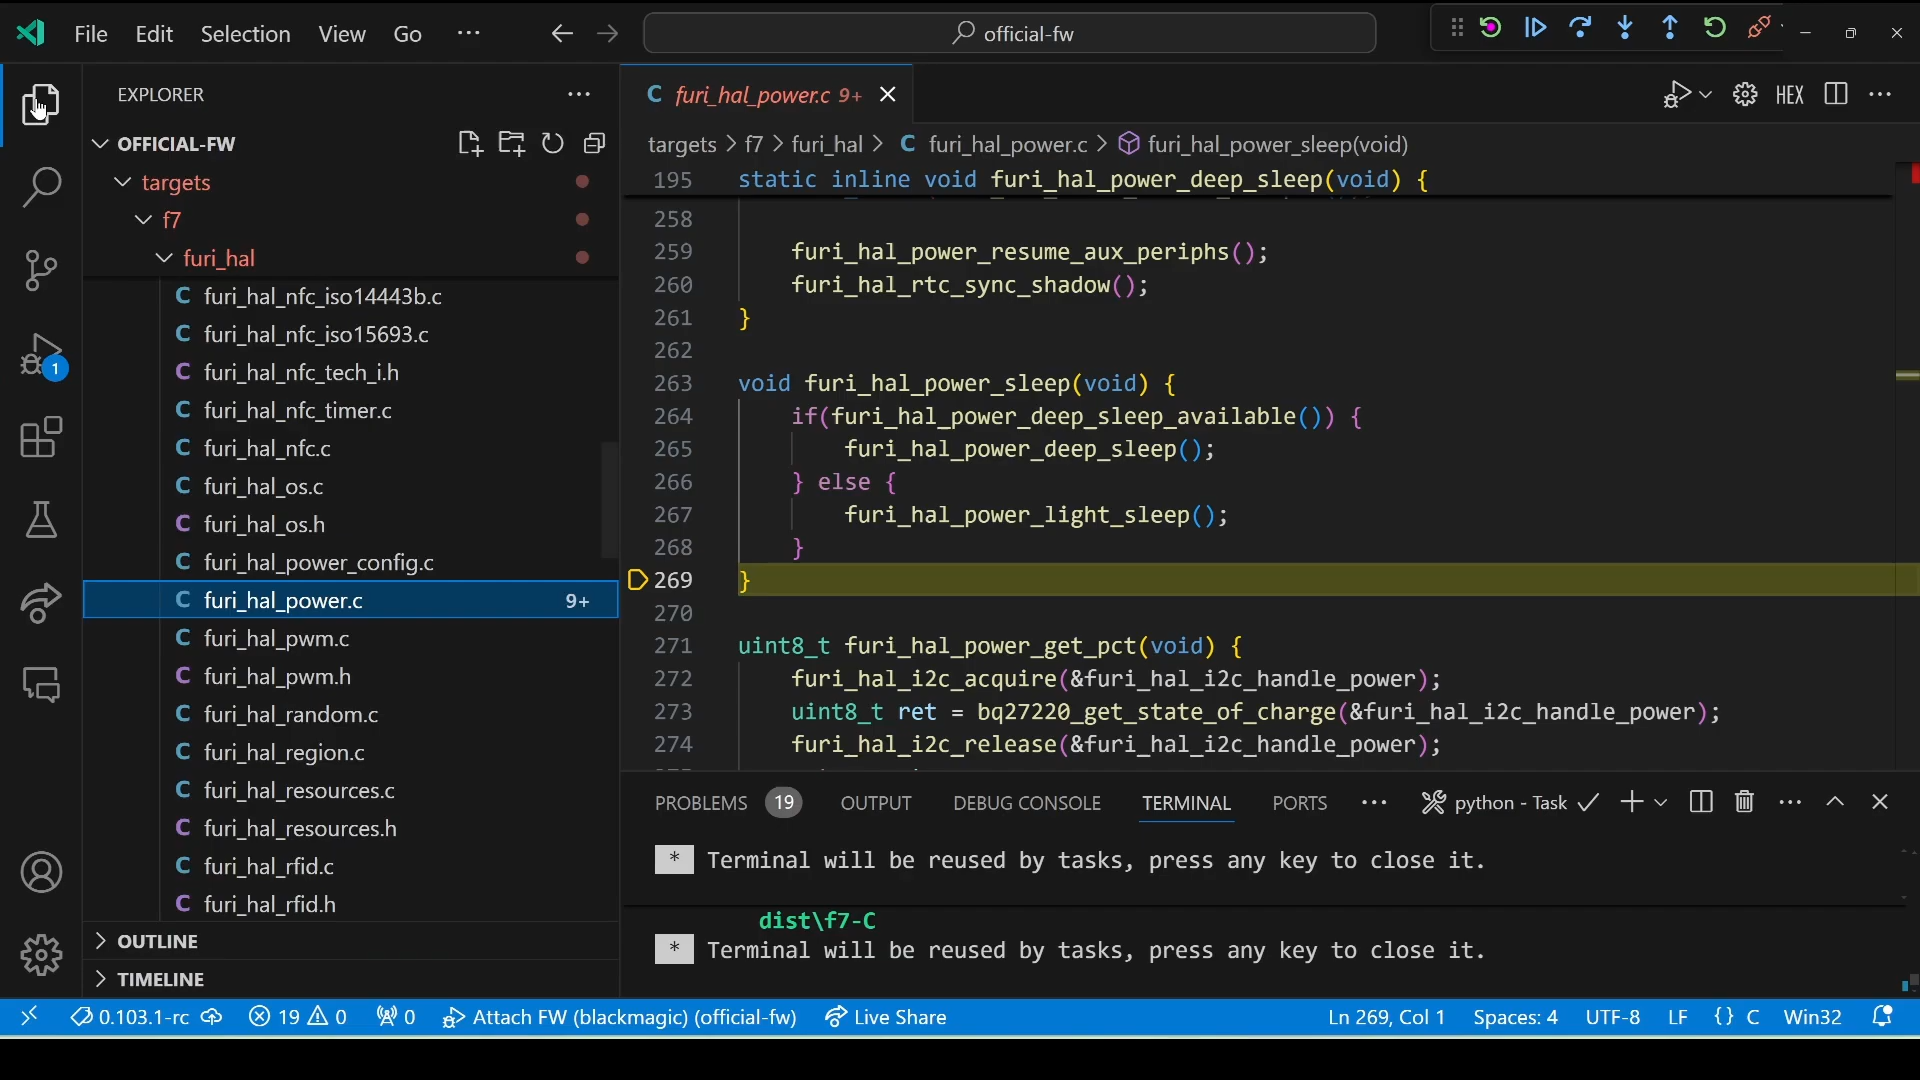 File Edit Selection View Go ··· official-fw
EXPLORER ···
OFFICIAL-FW
targets
f7
furi_hal
C furi_hal_nfc_iso14443b.c
C furi_hal_nfc_iso15693.c
C furi_hal_nfc_tech_i.h
C furi_hal_nfc_timer.c
C furi_hal_nfc.c
C furi_hal_os.c
C furi_hal_os.h
C furi_hal_power_config.c
C furi_hal_power.c 9+
C furi_hal_pwm.c
C furi_hal_pwm.h
C furi_hal_random.c
C furi_hal_region.c
C furi_hal_resources.c
C furi_hal_resources.h
C furi_hal_rfid.c
C furi_hal_rfid.h
OUTLINE
TIMELINE
1
C furi_hal_power.c 9+
HEX
targets > f7 > furi_hal > C furi_hal_power.c > furi_hal_power_sleep(void)
195 static inline void furi_hal_power_deep_sleep(void) {
258
259 furi_hal_power_resume_aux_periphs();
260 furi_hal_rtc_sync_shadow();
261 }
262
263 void furi_hal_power_sleep(void) {
264 if(furi_hal_power_deep_sleep_available()) {
265 furi_hal_power_deep_sleep();
266 } else {
267 furi_hal_power_light_sleep();
268 }
269 }
270
271 uint8_t furi_hal_power_get_pct(void) {
272 furi_hal_i2c_acquire(&furi_hal_i2c_handle_power);
273 uint8_t ret = bq27220_get_state_of_charge(&furi_hal_i2c_handle_power);
274 furi_hal_i2c_release(&furi_hal_i2c_handle_power);
PROBLEMS 19 OUTPUT DEBUG CONSOLE TERMINAL PORTS ··· python - Task
* Terminal will be reused by tasks, press any key to close it.
dist\f7-C
* Terminal will be reused by tasks, press any key to close it.
0.103.1-rc 19 0 0 Attach FW (blackmagic) (official-fw) Live Share Ln 269, Col 1 Spaces: 4 UTF-8 LF {} C Win32